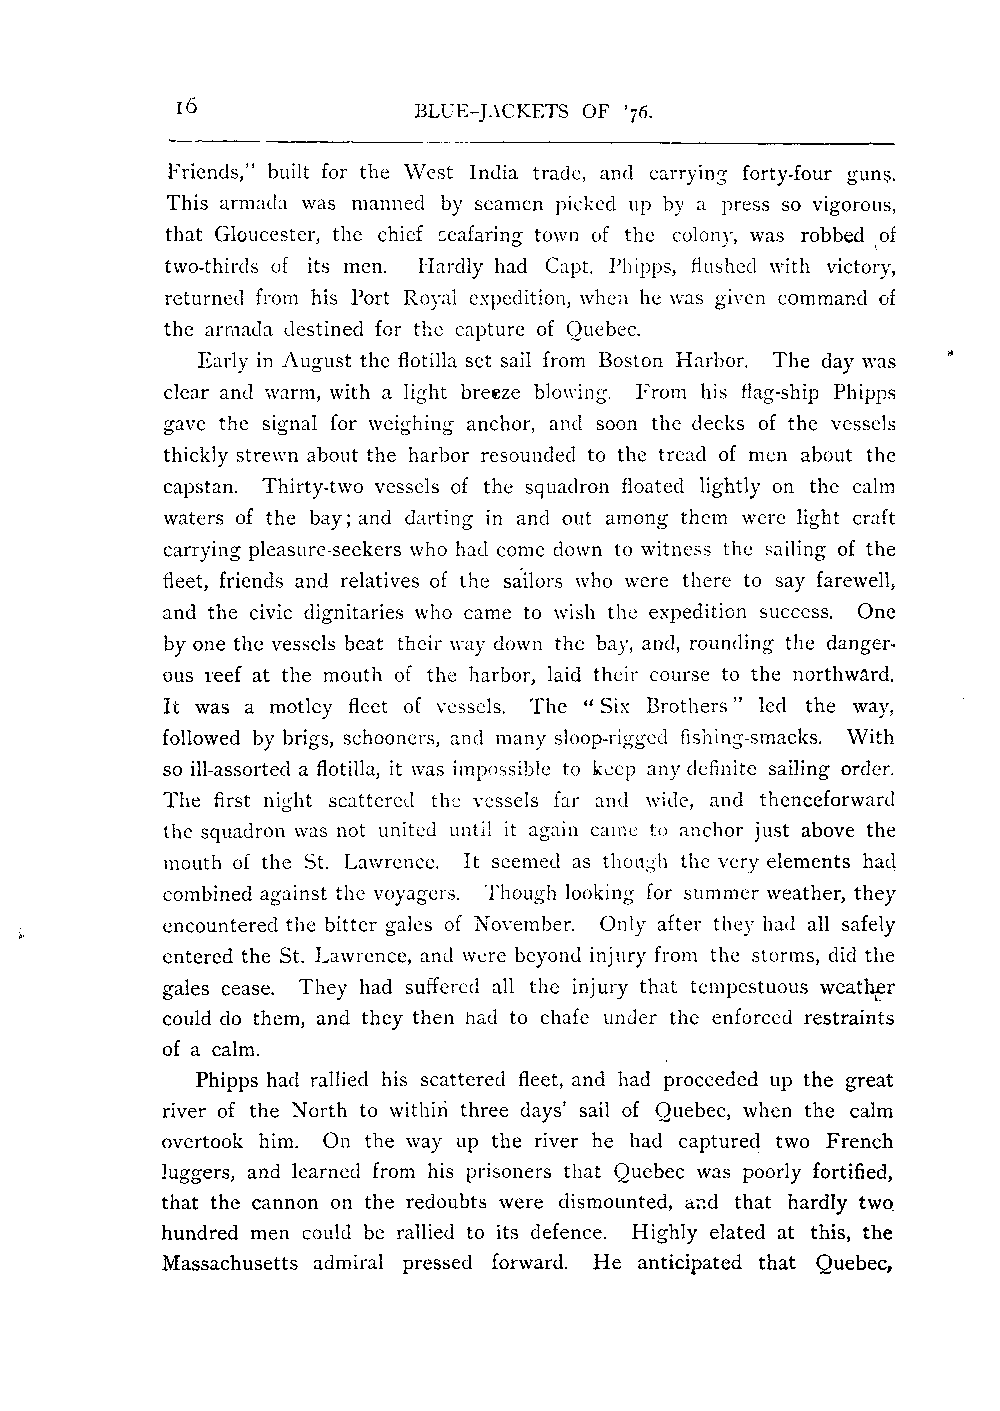 16 BLUE-JACKETS OF '76.
Friends," built for the West India trade, and carrying forty-four guns.
This armada was manned by seamen picked up by a press so vigorous,
that Gloucester, the chief seafaring town of the colony, was robbed of
two-thirds of its men. Hardly had Capt. Phipps, flushed with victory,
returned from his Port Royal expedition, when he was given command of
the armada destined for the capture of Quebec.
Early in August the flotilla set sail from Boston Harbor. The day was
clear and warm, with a light breeze blowing. From his flag-ship Phipps
gave the signal for weighing anchor, and soon the decks of the vessels
thickly strewn about the harbor resounded to the tread of men about the
capstan. Thirty-two vessels of the squadron floated lightly on the calm
waters of the bay; and darting in and out among them were light craft
carrying pleasure-seekers who had come down to witness the sailing of the
fleet, friends and relatives of the sailors who were there to say farewell,
and the civic dignitaries who came to wish the expedition success. One
by one the vessels beat their way down the bay, and, rounding the danger-
ous reef at the mouth of the harbor, laid their course to the northward.
It was a motley fleet of vessels. The "Six Brothers" led the way,
followed by brigs, schooners, and many sloop-rigged fishing-smacks. With
so ill-assorted a flotilla, it was impossible to keep any definite sailing order.
The first night scattered the vessels far and wide, and thenceforward
the squadron was not united until it again came to anchor just above the
mouth of the St. Lawrence. It seemed as though the very elements had
combined against the voyagers. Though looking for summer weather, they
encountered the bitter gales of November. Only after they had all safely
entered the St. Lawrence, and were beyond injury from the storms, did the
gales cease. They had suffered all the injury that tempestuous weather
could do them, and they then had to chafe under the enforced restraints
of a calm.
Phipps had rallied his scattered fleet, and had proceeded up the great
river of the North to within three days' sail of Quebec, when the calm
overtook him. On the way up the river he had captured two French
luggers, and learned from his prisoners that Quebec was poorly fortified,
that the cannon on the redoubts were dismounted, and that hardly two
hundred men could be rallied to its defence. Highly elated at this, the
Massachusetts admiral pressed forward. He anticipated that Quebec,